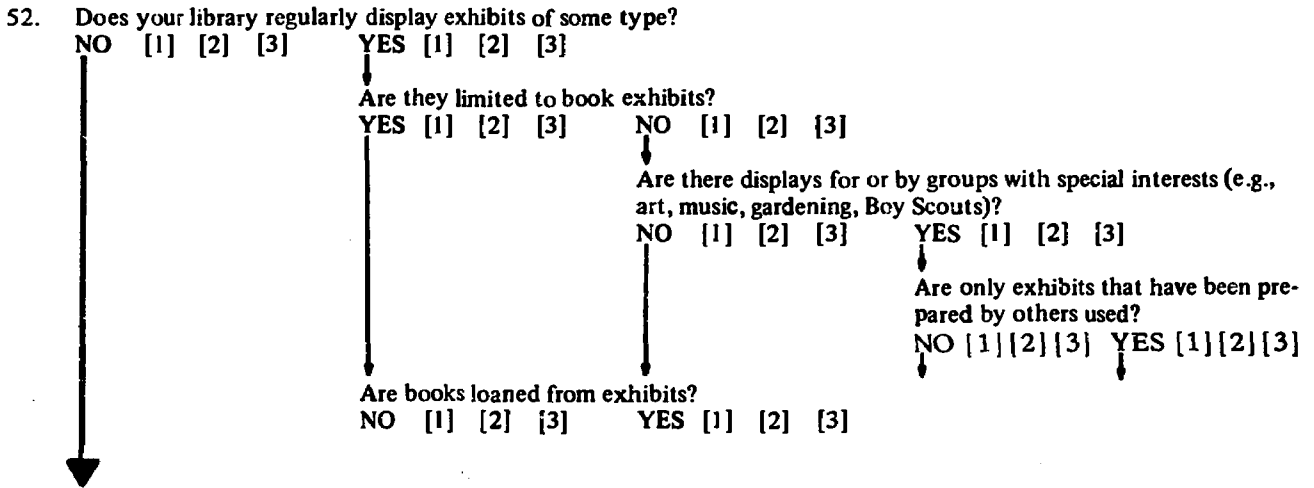 52. Does your library regularly display exhibits of some type?
NO [1] [2] [3] YES [1] [2] [3]
Are they limited to book exhibits?
YES [1] [2] [3] NO [1] [2] [3]
Are there displays for or by groups with special interests (e.g.,
art, music, gardening, Boy Scouts)?
NO [1] [2] [3] YES [1] [2] [3]
Are only exhibits that have been pre-
pared by others used?
NO [1] [2] [3] YES [1] [2] [3]
Are books loaned from exhibits?
NO [1] [2] [3] YES [1] [2] [3]